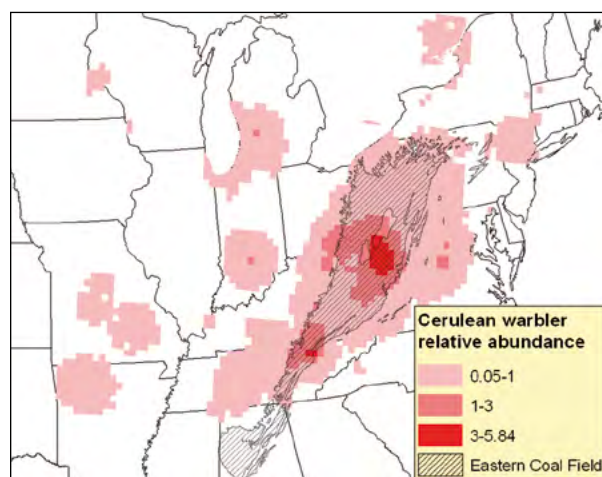 Cerulean warbler
relative abundance
0.05-1
1-3
3-5.84
Eastern Coal Field